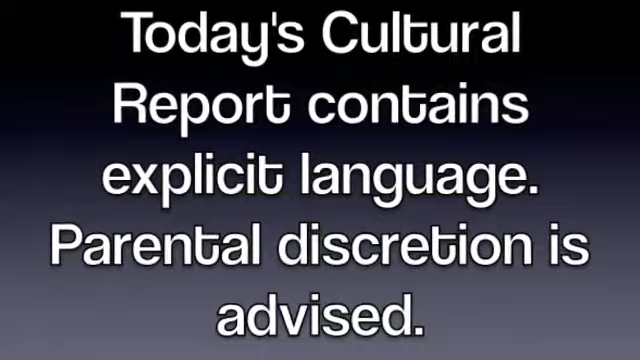 Today's Cultural
Report contains
explicit language.
Parental discretion is
advised.